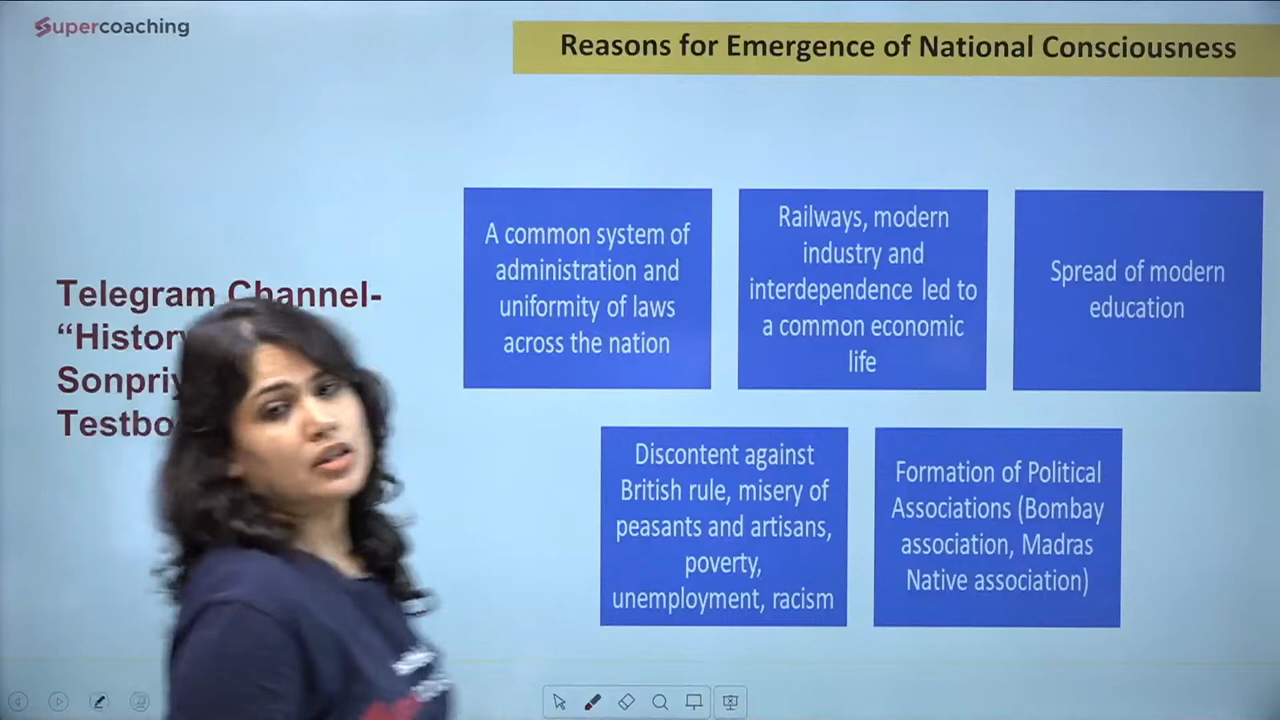 Supercoaching
Reasons for Emergence of National Consciousness
A common system of
administration and
uniformity of laws
across the nation
Railways, modern
industry and
interdependence led to
a common economic
life
Spread of modern
education
Telegram Channel-
“History
Discontent against
British rule, misery of
peasants and artisans,
poverty,
unemployment, racism
Formation of Political
Associations (Bombay
association, Madras
Native association)